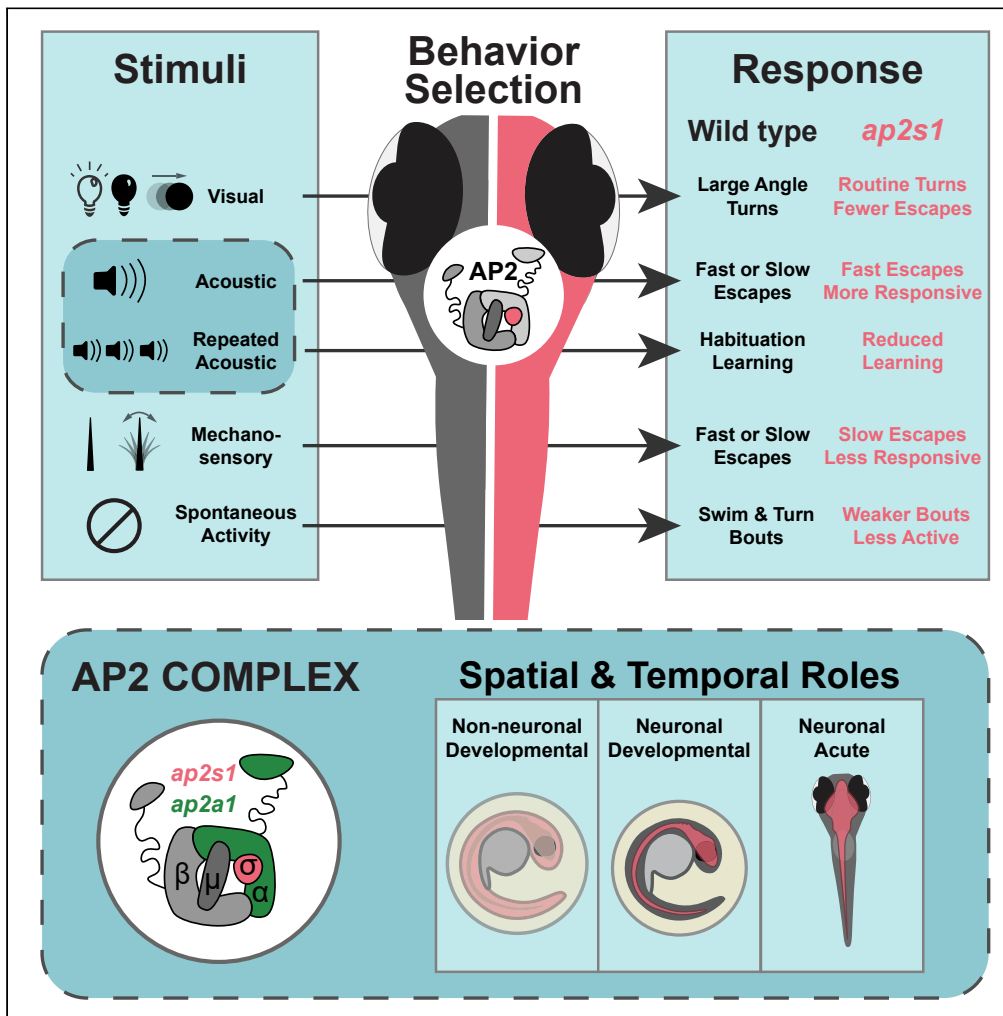 Stimuli
Behavior
Selection
Response
Wild type ap2s1
Visual
Large Angle
Turns
Routine Turns
Fewer Escapes
AP2
Acoustic
Fast or Slow
Escapes
Fast Escapes
More Responsive
Repeated
Acoustic
Habituation
Learning
Reduced
Learning
Mechano-
sensory
Fast or Slow
Escapes
Slow Escapes
Less Responsive
Spontaneous
Activity
Swim & Turn
Bouts
Weaker Bouts
Less Active
AP2 COMPLEX
ap2s1
ap2a1
β μ σ α
Spatial & Temporal Roles
Non-neuronal
Developmental
Neuronal
Developmental
Neuronal
Acute